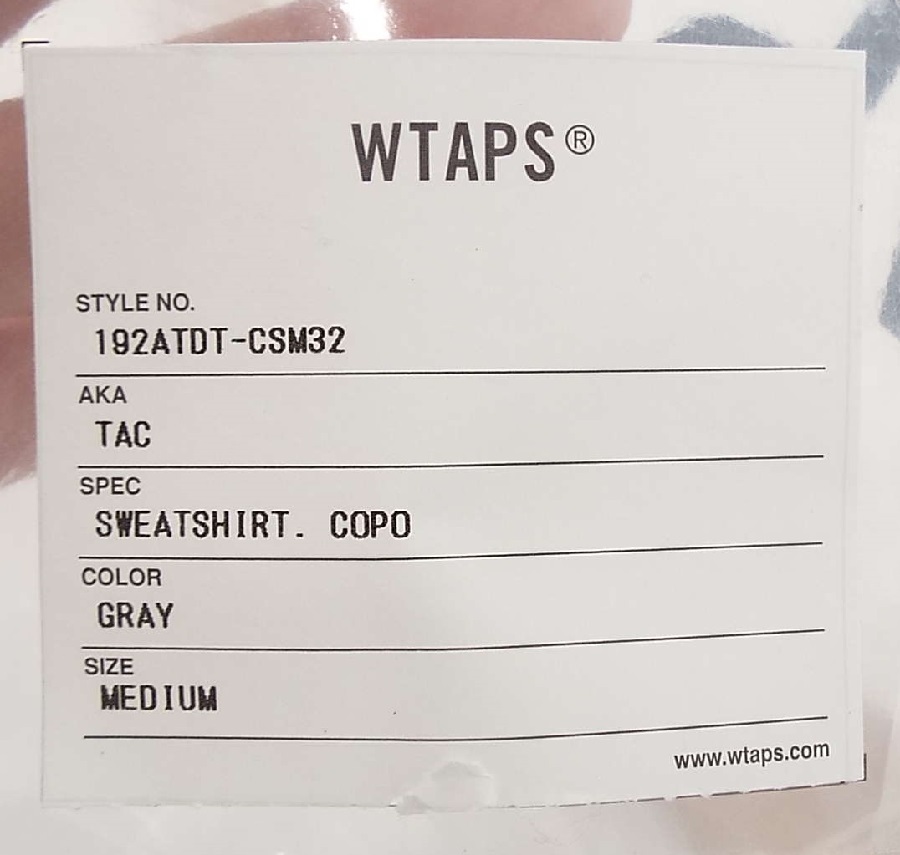 WTAPS®
STYLE NO.
192ATDT-CSM32
AKA
TAC
SPEC
SWEATSHIRT. COPO
COLOR
GRAY
SIZE
MEDIUM
www.wtaps.com